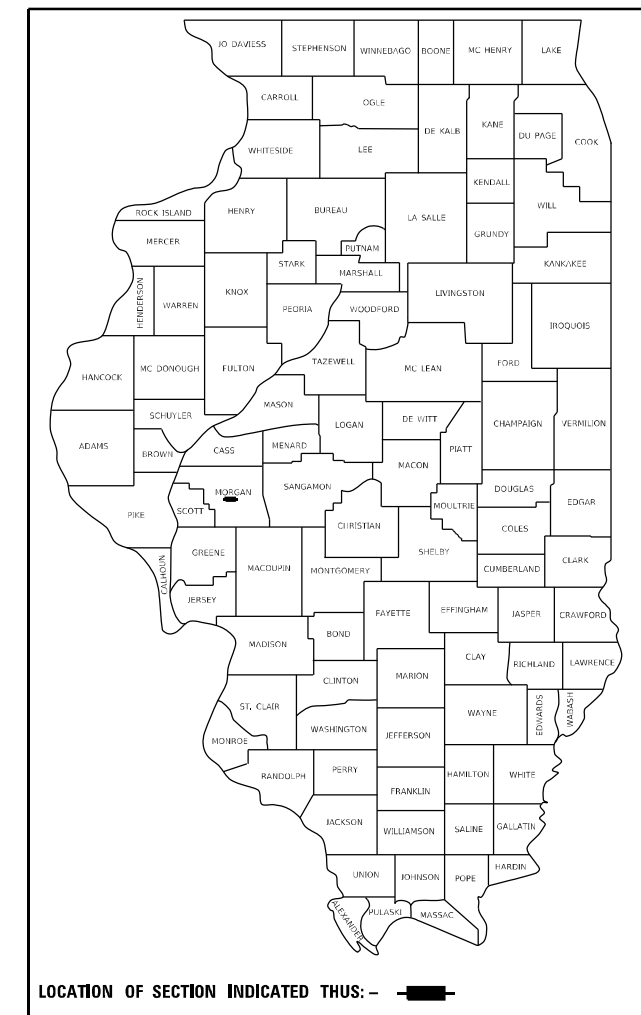 JO DAVIESS STEPHENSON WINNEBAGO BOONE MC HENRY LAKE
CARROLL OGLE DE KALB KANE DU PAGE COOK
WHITESIDE LEE
KENDALL WILL
ROCK ISLAND HENRY BUREAU LA SALLE
MERCER PUTNAM GRUNDY
STARK MARSHALL KANKAKEE
HENDERSON WARREN KNOX PEORIA WOODFORD LIVINGSTON
IROQUOIS
HANCOCK MC DONOUGH FULTON TAZEWELL MC LEAN FORD
MASON
SCHUYLER LOGAN DE WITT CHAMPAIGN VERMILION
ADAMS BROWN CASS MENARD PIATT
MACON
MORGAN SANGAMON DOUGLAS
PIKE SCOTT MOULTRIE EDGAR
CHRISTIAN COLES
GREENE SHELBY
CALHOUN MACOUPIN MONTGOMERY CUMBERLAND CLARK
JERSEY
FAYETTE EFFINGHAM JASPER CRAWFORD
MADISON BOND
CLAY RICHLAND LAWRENCE
CLINTON MARION
ST. CLAIR WAYNE EDWARDS WABASH
WASHINGTON JEFFERSON
MONROE
RANDOLPH PERRY HAMILTON WHITE
FRANKLIN
JACKSON WILLIAMSON SALINE GALLATIN
HARDIN
UNION JOHNSON POPE
ALEXANDER PULASKI MASSAC
LOCATION OF SECTION INDICATED THUS: –